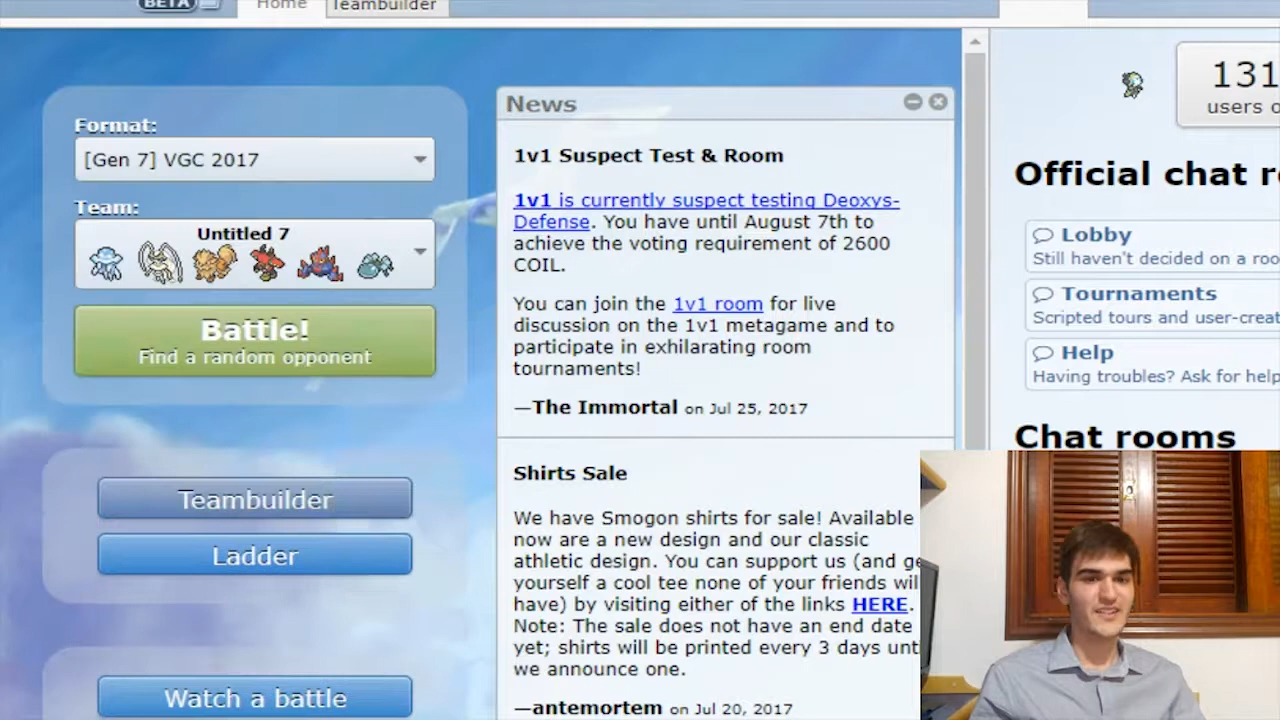 BETA
Home
Teambuilder
Format:
[Gen 7] VGC 2017
Team:
Untitled 7
Battle!
Find a random opponent
Teambuilder
Ladder
Watch a battle
News
1v1 Suspect Test & Room
1v1 is currently suspect testing Deoxys-
Defense. You have until August 7th to
achieve the voting requirement of 2600
COIL.
You can join the 1v1 room for live
discussion on the 1v1 metagame and to
participate in exhilarating room
tournaments!
—The Immortal on Jul 25, 2017
Shirts Sale
We have Smogon shirts for sale! Available
now are a new design and our classic
athletic design. You can support us (and
yourself a cool tee none of your friends
have) by visiting either of the links HERE.
Note: The sale does not have an end date
yet; shirts will be printed every 3 days
we announce one.
—antemortem on Jul 20, 2017
131
users
Official chat
Lobby
Still haven't decided on a
Tournaments
Scripted tours and
Help
Having troubles? Ask for help
Chat rooms